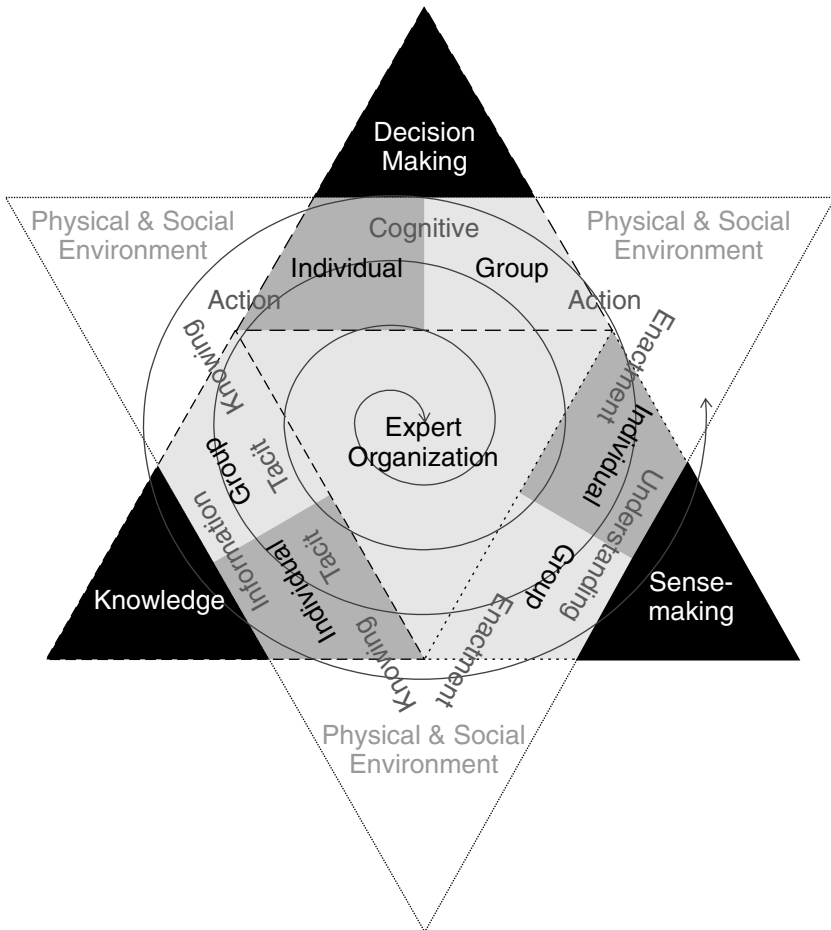 Decision
Making
Physical & Social
Environment
Physical & Social
Environment
Cognitive
Individual
Group
Action
Action
Knowing
Enactment
Group
Tacit
Expert
Organization
Individual
Understanding
Information
Individual
Tacit
Group
Knowledge
Sense-
making
Knowing
Enactment
Physical & Social
Environment